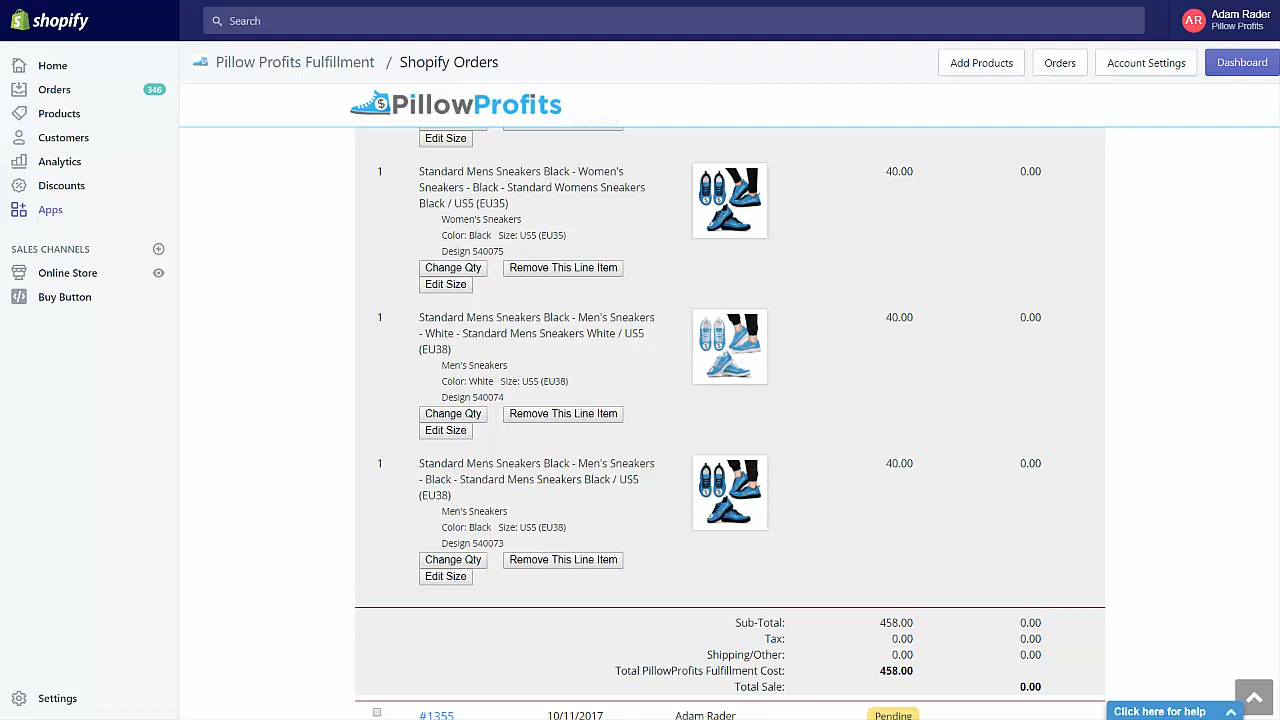 shopify
Search
AR
Adam Rader
Pillow Profits
Home
Orders
346
Products
Customers
Analytics
Discounts
Apps
SALES CHANNELS
Online Store
Buy Button
Settings
Pillow Profits Fulfillment / Shopify Orders
Add Products
Orders
Account Settings
Dashboard
PillowProfits
Edit Size
1
Standard Mens Sneakers Black - Women's
Sneakers - Black - Standard Womens Sneakers
Black / US5 (EU35)
Women's Sneakers
Color: Black Size: US5 (EU35)
Design 540075
40.00
0.00
Change Qty
Remove This Line Item
Edit Size
1
Standard Mens Sneakers Black - Men's Sneakers
- White - Standard Mens Sneakers White / US5
(EU38)
Men's Sneakers
Color: White Size: US5 (EU38)
Design 540074
40.00
0.00
Change Qty
Remove This Line Item
Edit Size
1
Standard Mens Sneakers Black - Men's Sneakers
- Black - Standard Mens Sneakers Black / US5
(EU38)
Men's Sneakers
Color: Black Size: US5 (EU38)
Design 540073
40.00
0.00
Change Qty
Remove This Line Item
Edit Size
Sub-Total: 458.00 0.00
Tax: 0.00 0.00
Shipping/Other: 0.00 0.00
Total PillowProfits Fulfillment Cost: 458.00
Total Sale: 0.00
#1355 10/11/2017 Adam Rader Pending
Click here for help